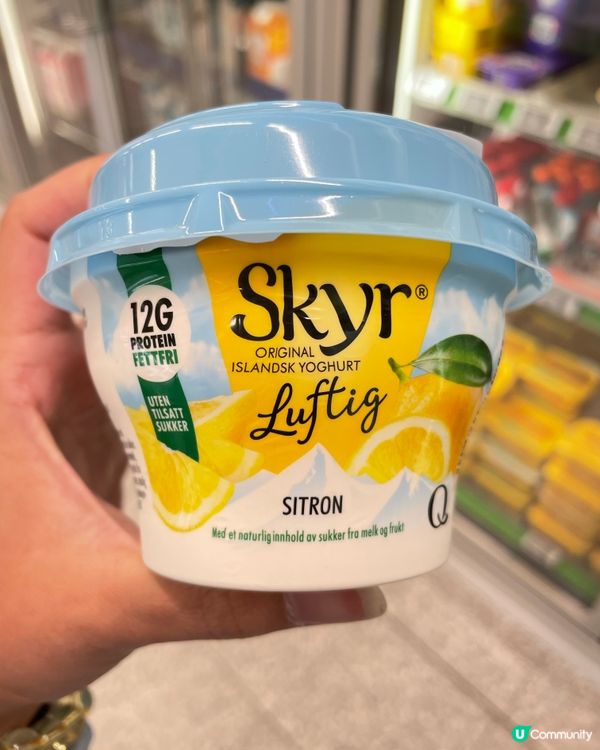 Skyr®
ORIGINAL
ISLANDSK YOGHURT
Luftig
12G
PROTEIN
FETTFRI
UTEN
TILSATT
SUKKER
SITRON
Med et naturlig innhold av sukker fra melk og frukt
Q
U Community